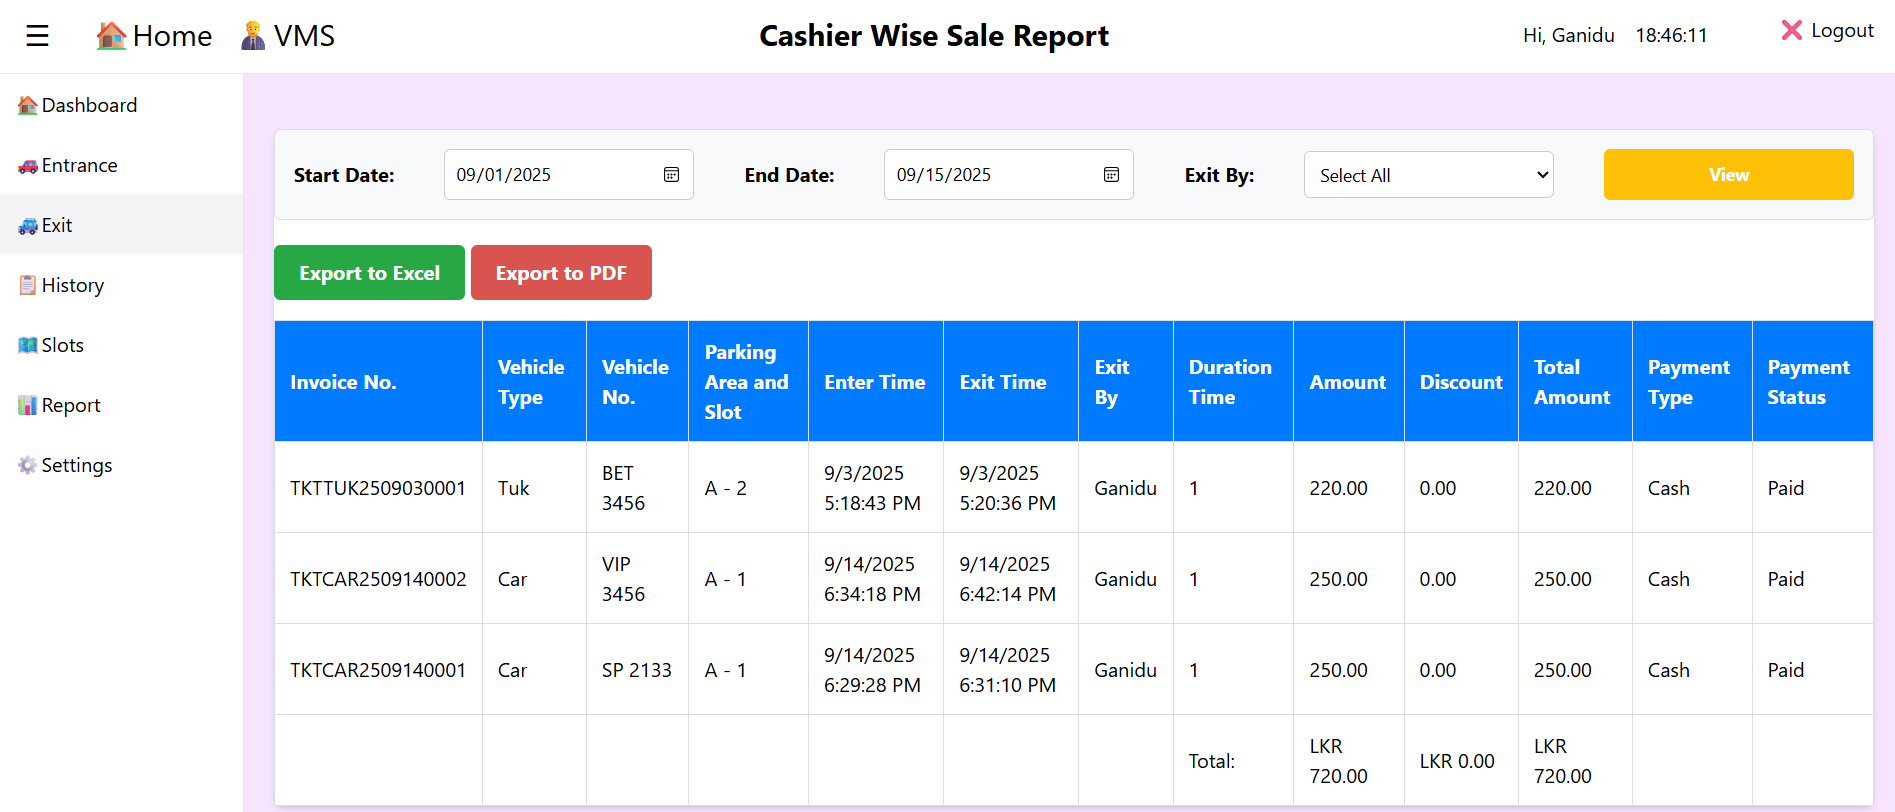 ☰ Home VMS Cashier Wise Sale Report Hi, Ganidu 18:46:11 Logout
Dashboard
Entrance
Exit
History
Slots
Report
Settings
Start Date: 09/01/2025 End Date: 09/15/2025 Exit By: Select All View
Export to Excel Export to PDF
Invoice No. Vehicle Type Vehicle No. Parking Area and Slot Enter Time Exit Time Exit By Duration Time Amount Discount Total Amount Payment Type Payment Status
TKTTUK2509030001 Tuk BET 3456 A - 2 9/3/2025 5:18:43 PM 9/3/2025 5:20:36 PM Ganidu 1 220.00 0.00 220.00 Cash Paid
TKTCAR2509140002 Car VIP 3456 A - 1 9/14/2025 6:34:18 PM 9/14/2025 6:42:14 PM Ganidu 1 250.00 0.00 250.00 Cash Paid
TKTCAR2509140001 Car SP 2133 A - 1 9/14/2025 6:29:28 PM 9/14/2025 6:31:10 PM Ganidu 1 250.00 0.00 250.00 Cash Paid
Total: LKR 720.00 LKR 0.00 LKR 720.00